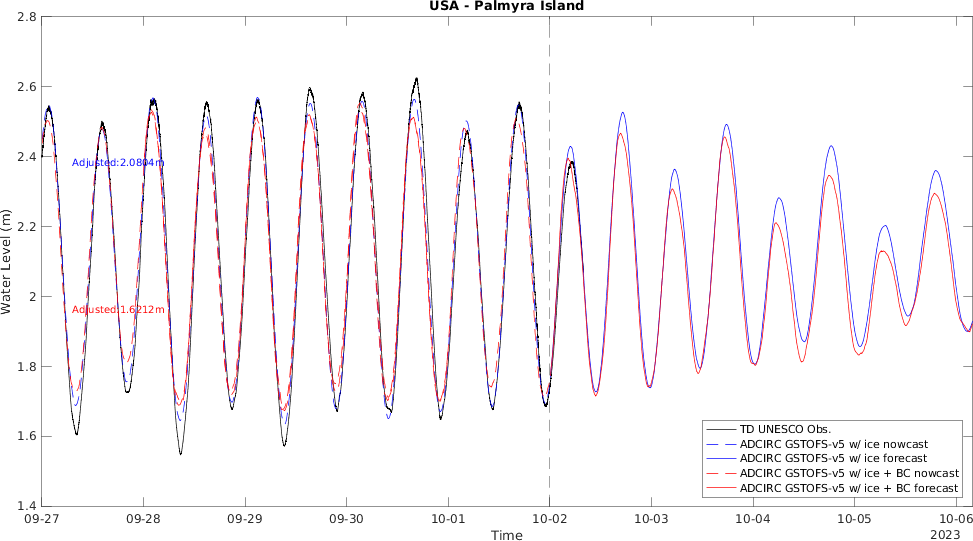 USA - Palmyra Island
2.8
2.6
2.4
2.2
2
1.8
1.6
1.4
Water Level (m)
Adjusted:2.0804m
Adjusted:1.6212m
TD UNESCO Obs.
ADCIRC GSTOFS-v5 w/ ice nowcast
ADCIRC GSTOFS-v5 w/ ice forecast
ADCIRC GSTOFS-v5 w/ ice + BC nowcast
ADCIRC GSTOFS-v5 w/ ice + BC forecast
09-27 09-28 09-29 09-30 10-01 10-02 10-03 10-04 10-05 10-06
2023
Time